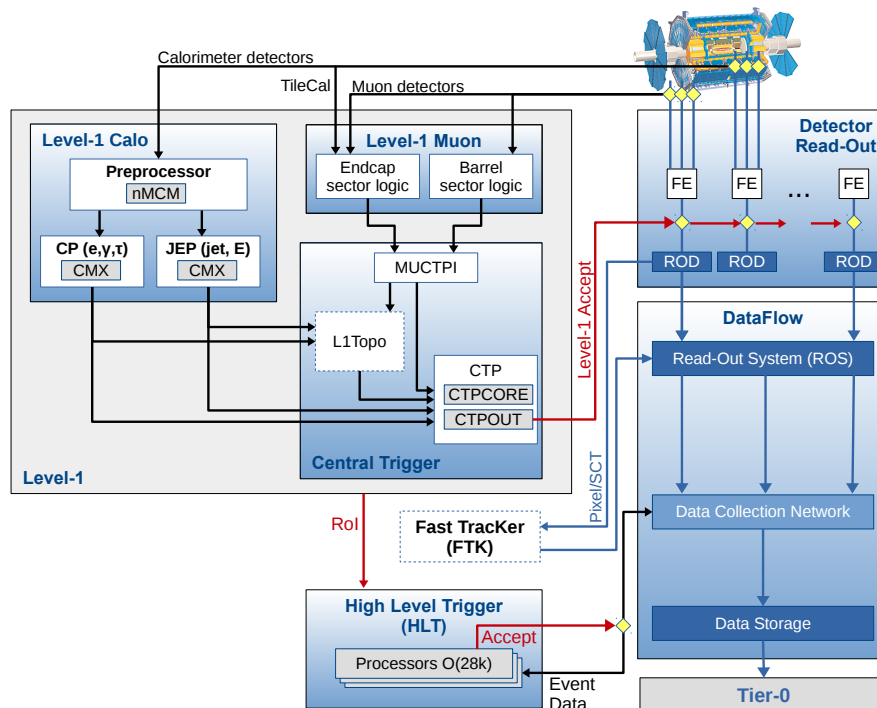 Calorimeter detectors
TileCal
Muon detectors
Level-1 Calo
Preprocessor
nMCM
CP (e,γ,τ)
CMX
JEP (jet, E)
CMX
Level-1 Muon
Endcap
sector logic
Barrel
sector logic
MUCTPI
L1Topo
CTP
CTPCORE
CTPOUT
Central Trigger
Level-1
Level-1 Accept
Detector
Read-Out
FE
FE
...
FE
ROD
ROD
ROD
DataFlow
Read-Out System (ROS)
Data Collection Network
Data Storage
Tier-0
Pixel/SCT
RoI
Fast TracKer
(FTK)
High Level Trigger
(HLT)
Accept
Processors O(28k)
Event
Data